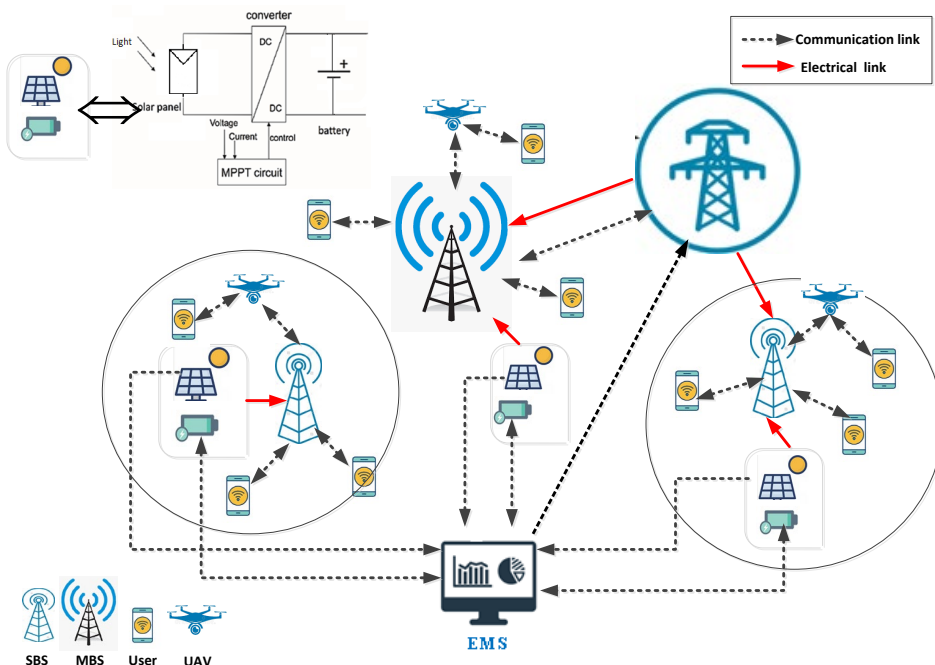 converter
Light
DC
DC
+
Solar panel
Voltage
Current
control
battery
MPPT circuit
Communication link
Electrical link
EMS
SBS
MBS
User
UAV